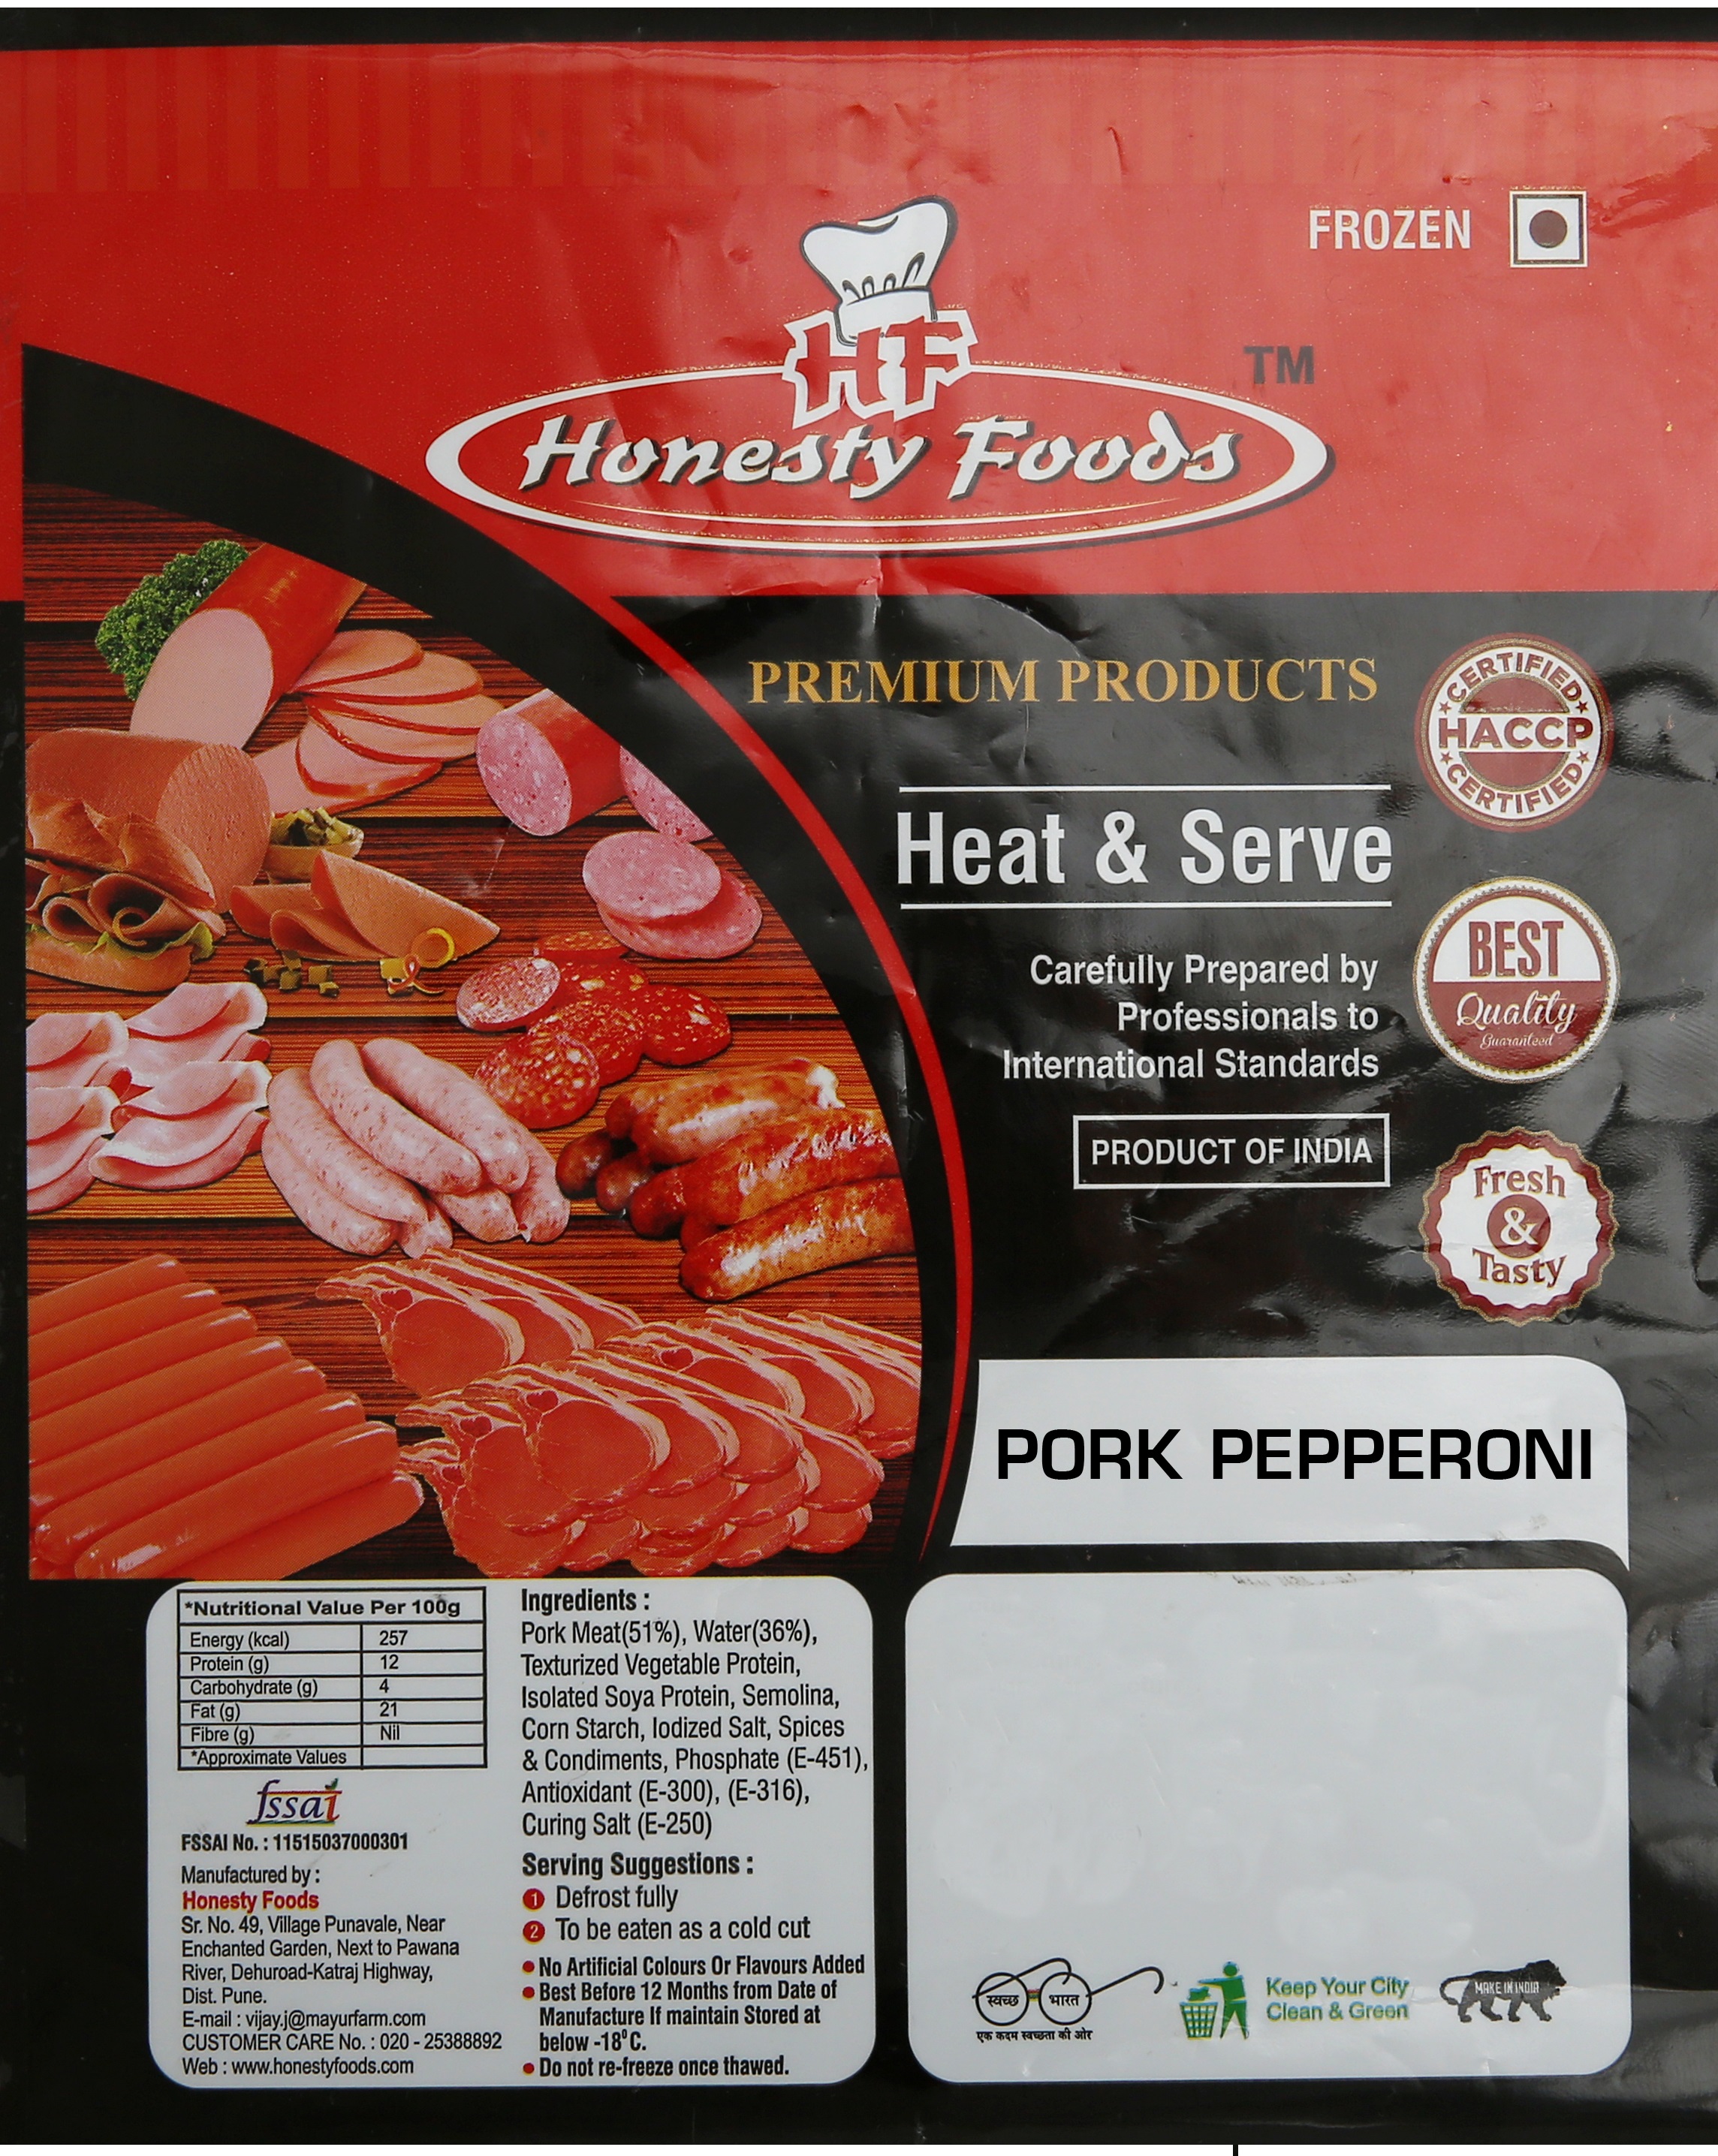 FROZEN
HF
TM
Honesty Foods
PREMIUM PRODUCTS
CERTIFIED
HACCP
CERTIFIED
Heat & Serve
BEST
Quality
Guaranteed
Carefully Prepared by
Professionals to
International Standards
PRODUCT OF INDIA
Fresh
&
Tasty
PORK PEPPERONI
*Nutritional Value Per 100g
Energy (kcal) 257
Protein (g) 12
Carbohydrate (g) 4
Fat (g) 21
Fibre (g) Nil
*Approximate Values
fssai
FSSAI No. : 11515037000301
Manufactured by :
Honesty Foods
Sr. No. 49, Village Punavale, Near
Enchanted Garden, Next to Pawana
River, Dehuroad-Katraj Highway,
Dist. Pune.
E-mail : vijay.j@mayurfarm.com
CUSTOMER CARE No. : 020 - 25388892
Web : www.honestyfoods.com
Ingredients :
Pork Meat(51%), Water(36%),
Texturized Vegetable Protein,
Isolated Soya Protein, Semolina,
Corn Starch, Iodized Salt, Spices
& Condiments, Phosphate (E-451),
Antioxidant (E-300), (E-316),
Curing Salt (E-250)
Serving Suggestions :
1 Defrost fully
2 To be eaten as a cold cut
• No Artificial Colours Or Flavours Added
• Best Before 12 Months from Date of
Manufacture If maintain Stored at
below -18⁰C.
• Do not re-freeze once thawed.
स्वच्छ भारत
एक कदम स्वच्छता की ओर
Keep Your City
Clean & Green
MAKE IN INDIA